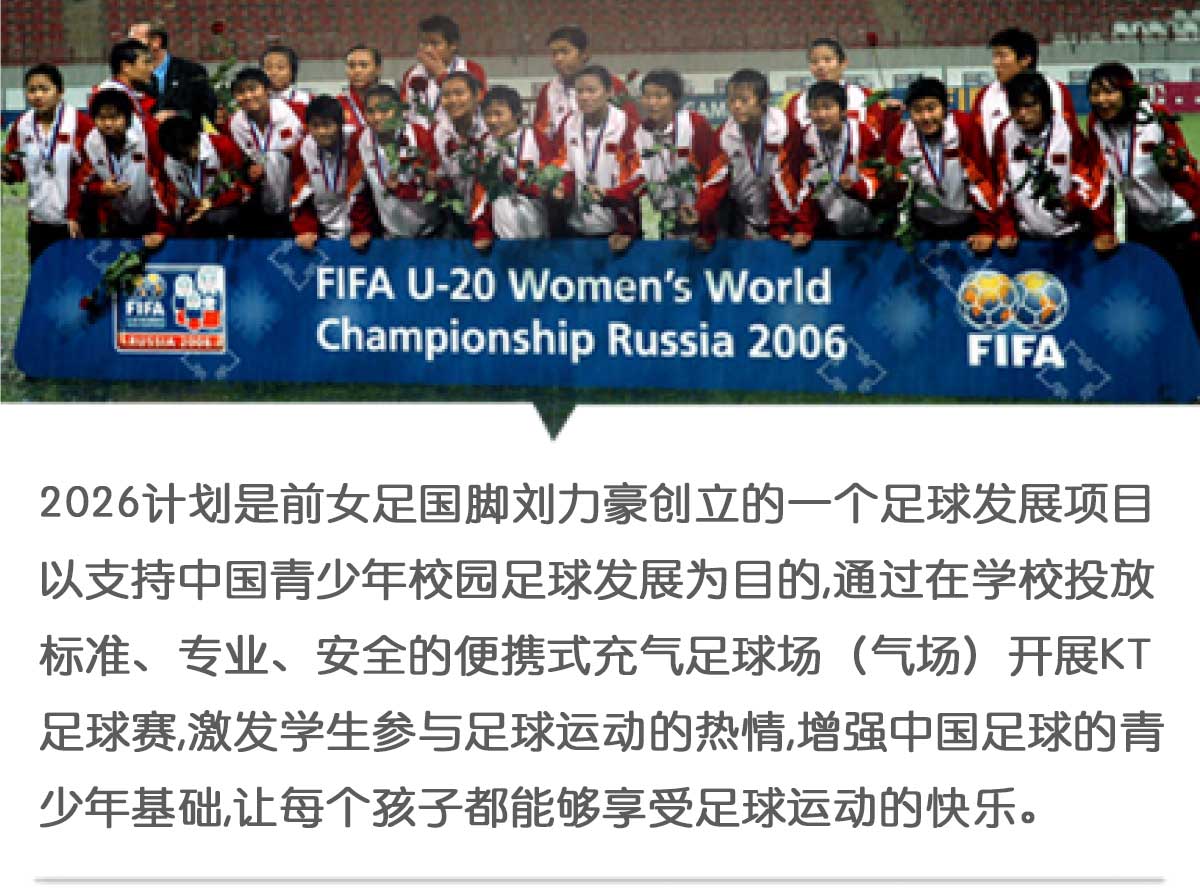 FIFA U-20 Women's World
Championship Russia 2006
FIFA
RUSSIA 2006
FIFA
2026计划是前女足国脚刘力豪创立的一个足球发展项目
以支持中国青少年校园足球发展为目的,通过在学校投放
标准、专业、安全的便携式充气足球场（气场）开展KT
足球赛,激发学生参与足球运动的热情,增强中国足球的青
少年基础,让每个孩子都能够享受足球运动的快乐。